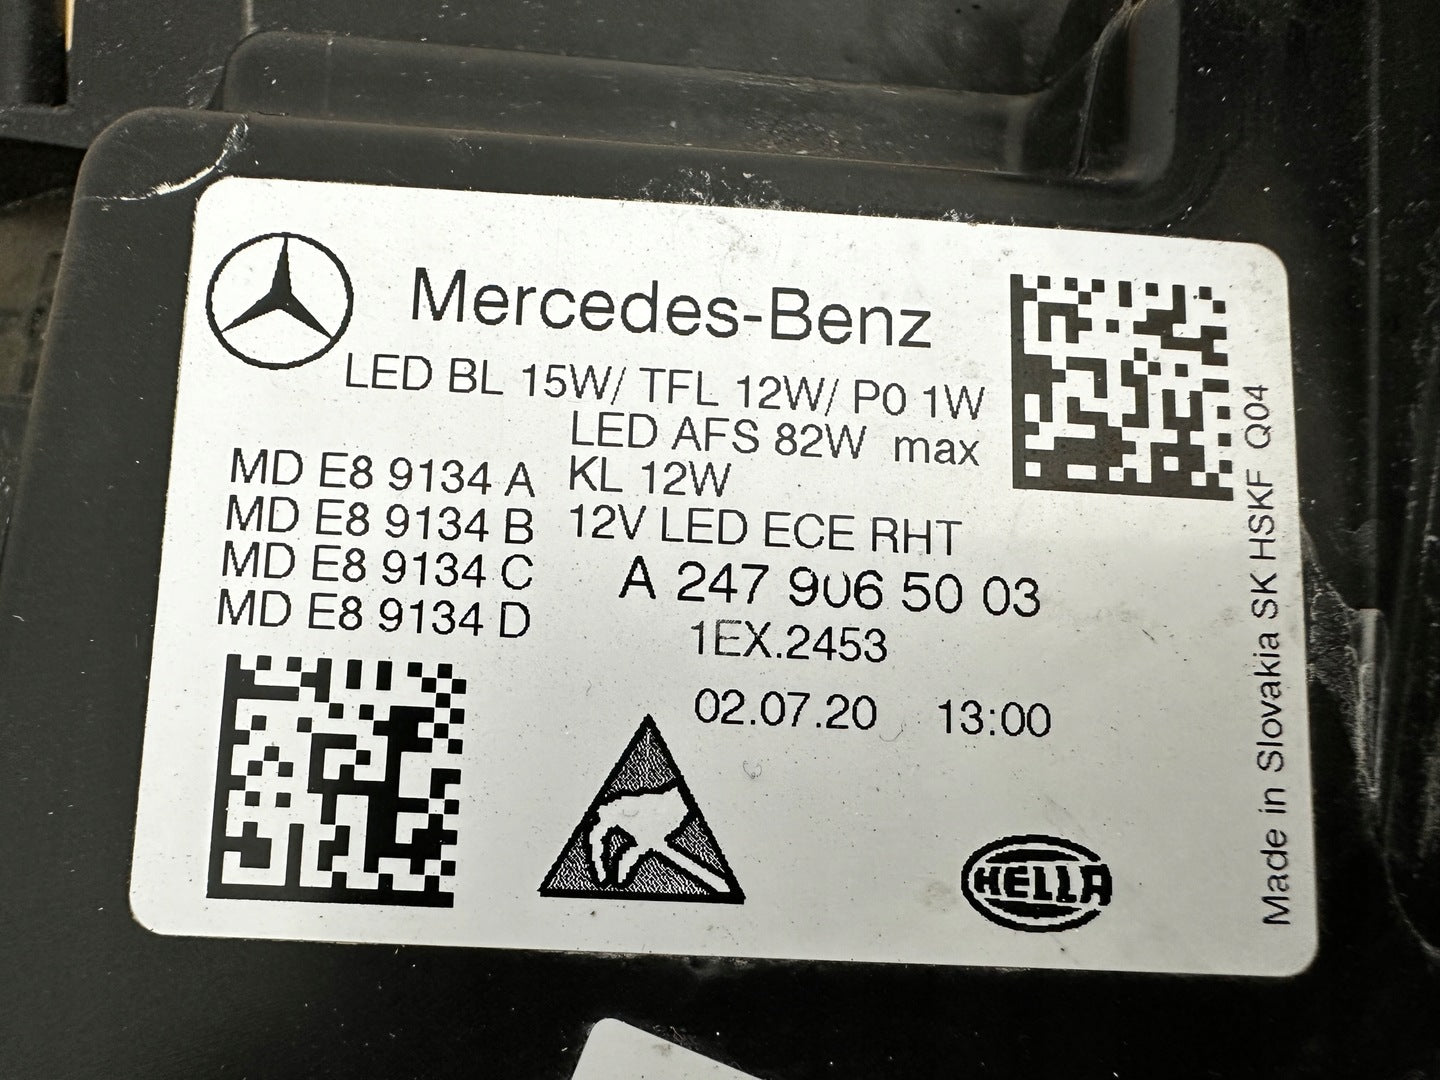 Mercedes-Benz
LED BL 15W/ TFL 12W/ P0 1W
LED AFS 82W max
MD E8 9134 A KL 12W
MD E8 9134 B 12V LED ECE RHT
MD E8 9134 C A 247 906 50 03
MD E8 9134 D 1EX.2453
02.07.20 13:00
HELLA
Made in Slovakia SK HSKF Q04